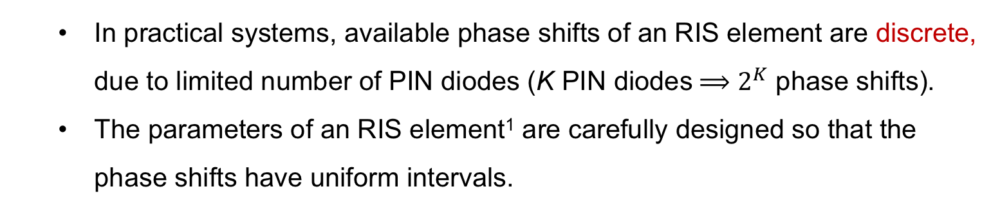 • In practical systems, available phase shifts of an RIS element are discrete,
due to limited number of PIN diodes (K PIN diodes ⟹ 2^K phase shifts).
• The parameters of an RIS element¹ are carefully designed so that the
phase shifts have uniform intervals.